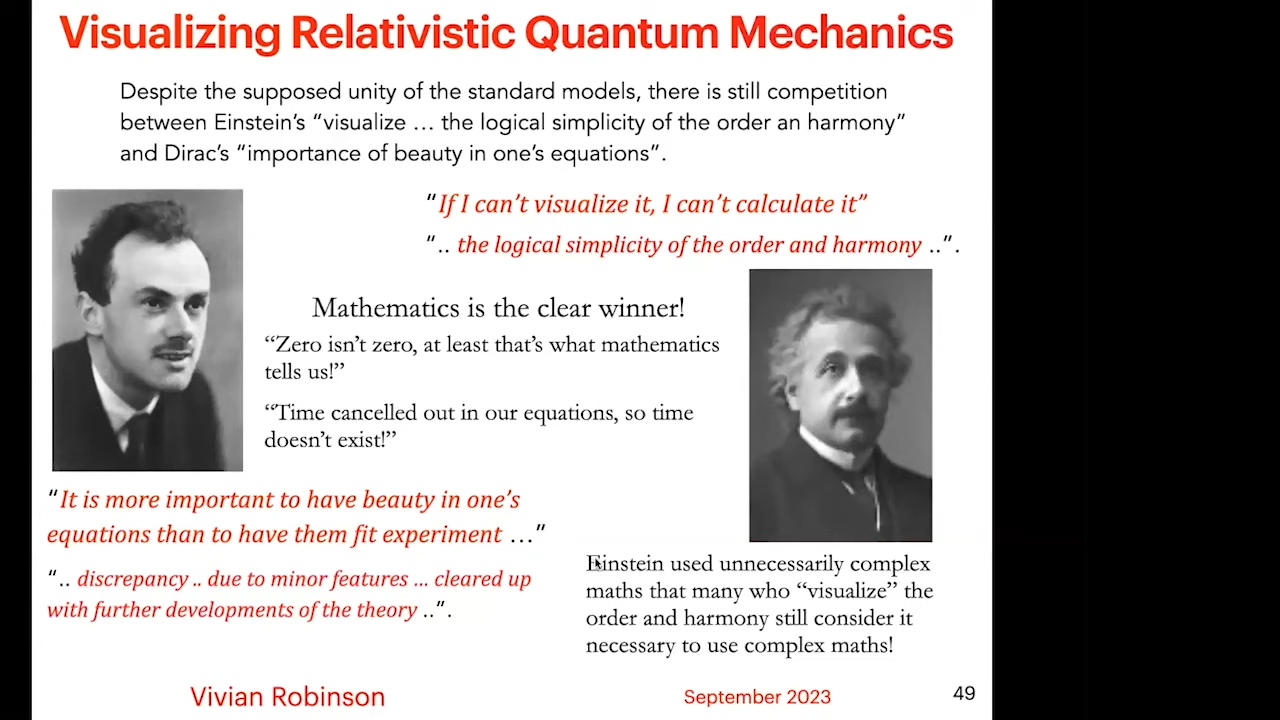 Visualizing Relativistic Quantum Mechanics
Despite the supposed unity of the standard models, there is still competition
between Einstein's “visualize … the logical simplicity of the order an harmony”
and Dirac's “importance of beauty in one's equations”.
"If I can't visualize it, I can't calculate it”
“.. the logical simplicity of the order and harmony ..”.
Mathematics is the clear winner!
“Zero isn't zero, at least that's what mathematics
tells us!”
“Time cancelled out in our equations, so time
doesn't exist!”
“It is more important to have beauty in one's
equations than to have them fit experiment …”
“.. discrepancy .. due to minor features ... cleared up
with further developments of the theory ..”.
Einstein used unnecessarily complex
maths that many who “visualize” the
order and harmony still consider it
necessary to use complex maths!
Vivian Robinson
September 2023
49